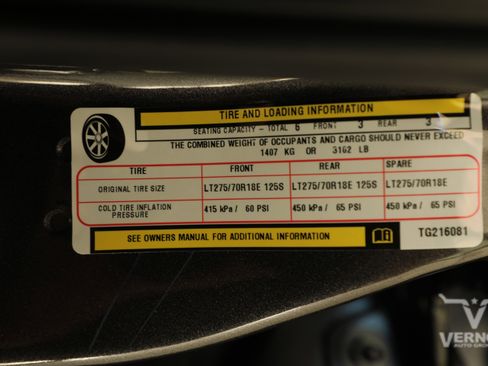 TIRE AND LOADING INFORMATION
SEATING CAPACITY - TOTAL 6 FRONT 3 REAR 3
THE COMBINED WEIGHT OF OCCUPANTS AND CARGO SHOULD NEVER EXCEED
1407 KG OR 3102 LB
TIRE FRONT REAR SPARE
ORIGINAL TIRE SIZE LT275/70R18E 125S LT275/70R18E 125S LT275/70R18E
COLD TIRE INFLATION PRESSURE 415 kPa / 60 PSI 450 kPa / 65 PSI 450 kPa / 65 PSI
SEE OWNERS MANUAL FOR ADDITIONAL INFORMATION TG216081